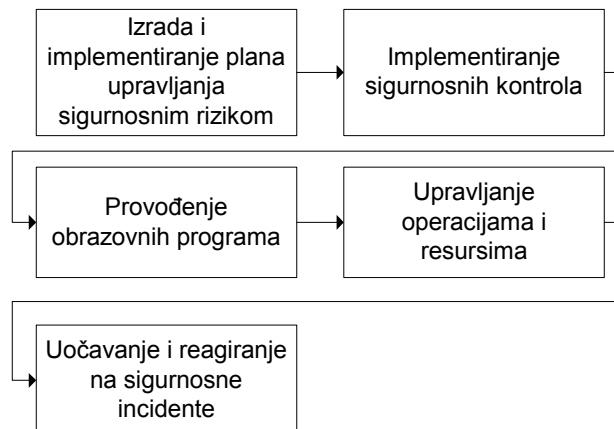 Izrada i
implementiranje plana
upravljanja
sigurnosnim rizikom
Implementiranje
sigurnosnih kontrola
Provođenje
obrazovnih programa
Upravljanje
operacijama i
resursima
Uočavanje i reagiranje
na sigurnosne
incidente